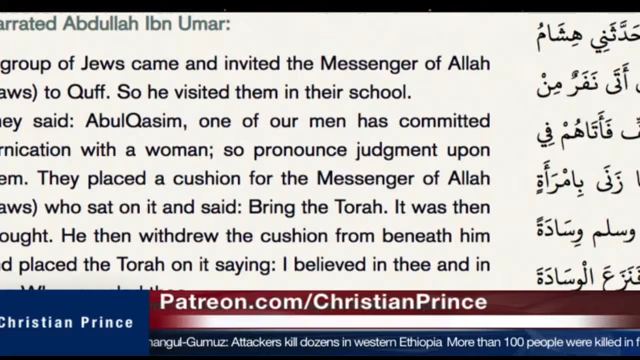 arrated Abdullah Ibn Umar:
group of Jews came and invited the Messenger of Allah
aws) to Quff. So he visited them in their school.
ey said: AbulQasim, one of our men has committed
rnication with a woman; so pronounce judgment upon
em. They placed a cushion for the Messenger of Allah
aws) who sat on it and said: Bring the Torah. It was then
ought. He then withdrew the cushion from beneath him
nd placed the Torah on it saying: I believed in thee and in
حَدَّثَنِي هِشَامُ
أَتَى نَفَرٌ مِنْ
فَأَتَاهُمْ فِي
زَنَى بِامْرَأَةٍ
وسلم وِسَادَةً
فَنَزَعَ الْوِسَادَةَ
Patreon.com/ChristianPrince
Christian Prince
hangul-Gumuz: Attackers kill dozens in western Ethiopia More than 100 people were killed in t